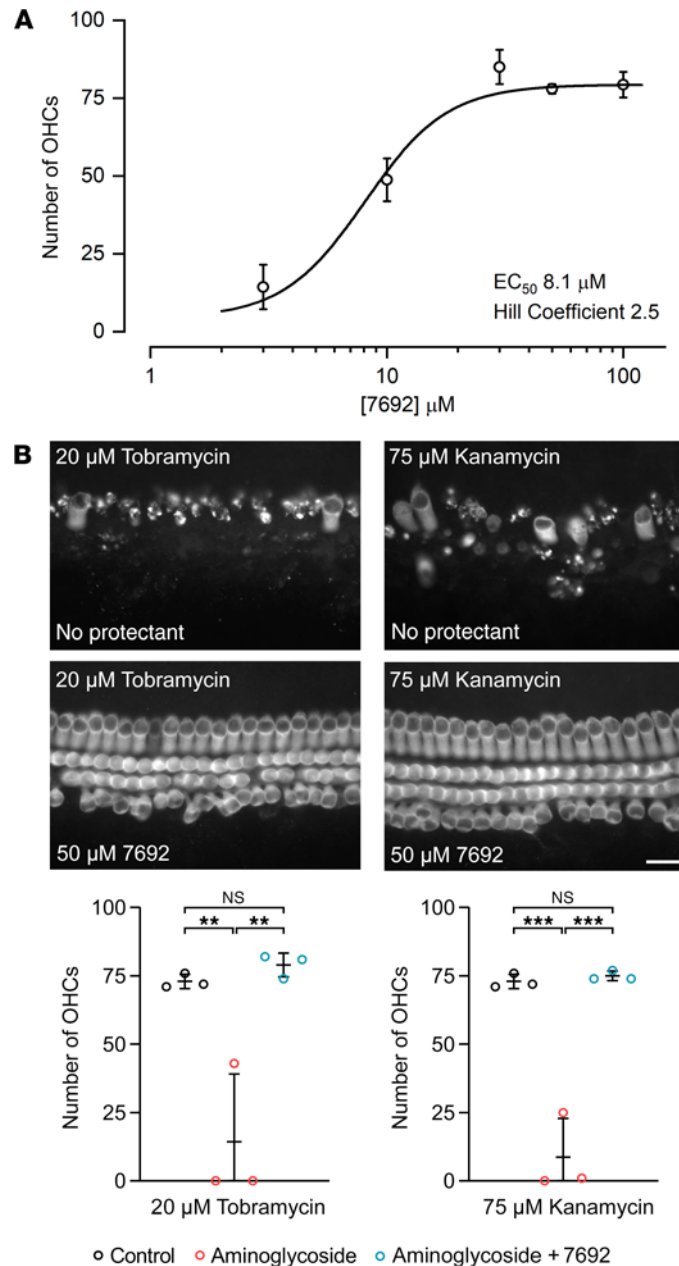 A
100
75
50
25
0
Number of OHCs
EC₅₀ 8.1 μM
Hill Coefficient 2.5
1
10
100
[7692] μM
B
20 μM Tobramycin
No protectant
75 μM Kanamycin
No protectant
20 μM Tobramycin
50 μM 7692
75 μM Kanamycin
50 μM 7692
100
75
50
25
0
Number of OHCs
NS
** **
20 μM Tobramycin
100
75
50
25
0
Number of OHCs
NS
*** ***
75 μM Kanamycin
Control Aminoglycoside Aminoglycoside + 7692